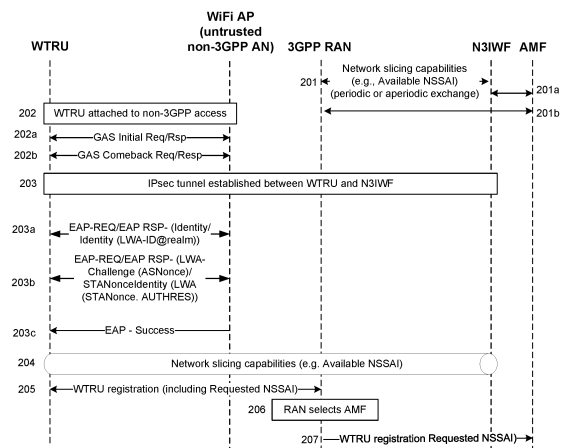 WiFi AP
(untrusted
WTRU
non-3GPP AN)
3GPP RAN
N3IWF
AMF
Network slicing capabilities
201
(e.g., Available NSSAI)
(periodic or aperiodic exchange)
201a
201b
202
WTRU attached to non-3GPP access
202a
GAS Initial Req/Rsp
202b
GAS Comeback Req/Resp
203
IPsec tunnel established between WTRU and N3IWF
203a
EAP-REQ/EAP RSP- (Identity/
Identity (LWA-ID@realm))
EAP-REQ/EAP RSP- (LWA-
Challenge (ASNonce)/
203b
STANonceIdentity (LWA
(STANonce. AUTHRES))
203c
EAP - Success
204
Network slicing capabilities (e.g. Available NSSAI)
205
WTRU registration (including Requested NSSAI)
206
RAN selects AMF
207
WTRU registration Requested NSSAI)